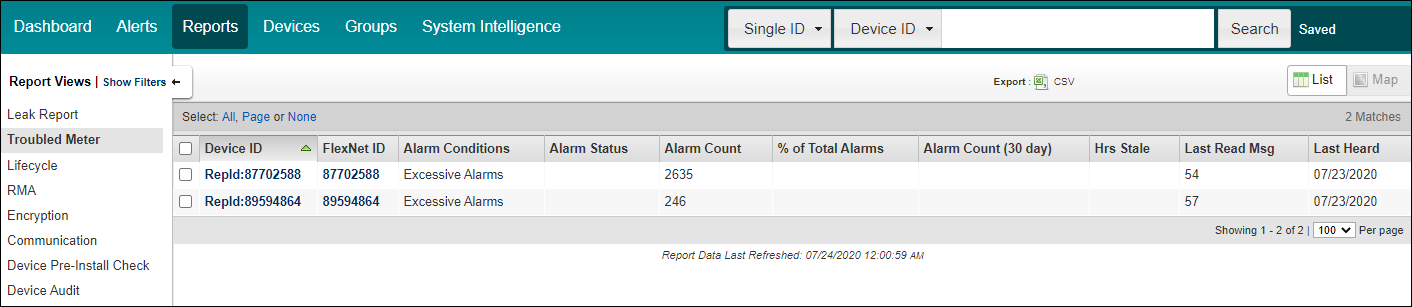 Dashboard Alerts Reports Devices Groups System Intelligence Single ID Device ID Search Saved
Report Views | Show Filters Export : CSV List Map
Leak Report
Troubled Meter
Lifecycle
RMA
Encryption
Communication
Device Pre-Install Check
Device Audit
Select: All, Page or None 2 Matches
Device ID FlexNet ID Alarm Conditions Alarm Status Alarm Count % of Total Alarms Alarm Count (30 day) Hrs Stale Last Read Msg Last Heard
RepId:87702588 87702588 Excessive Alarms 2635 54 07/23/2020
RepId:89594864 89594864 Excessive Alarms 246 57 07/23/2020
Showing 1 - 2 of 2 | 100 Per page
Report Data Last Refreshed: 07/24/2020 12:00:59 AM